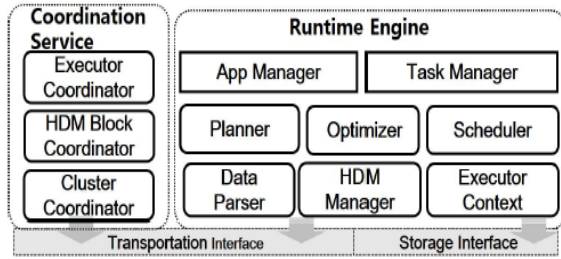 Coordination
Service
Executor
Coordinator
HDM Block
Coordinator
Cluster
Coordinator
Runtime Engine
App Manager
Task Manager
Planner
Optimizer
Scheduler
Data
Parser
HDM
Manager
Executor
Context
Transportation Interface
Storage Interface